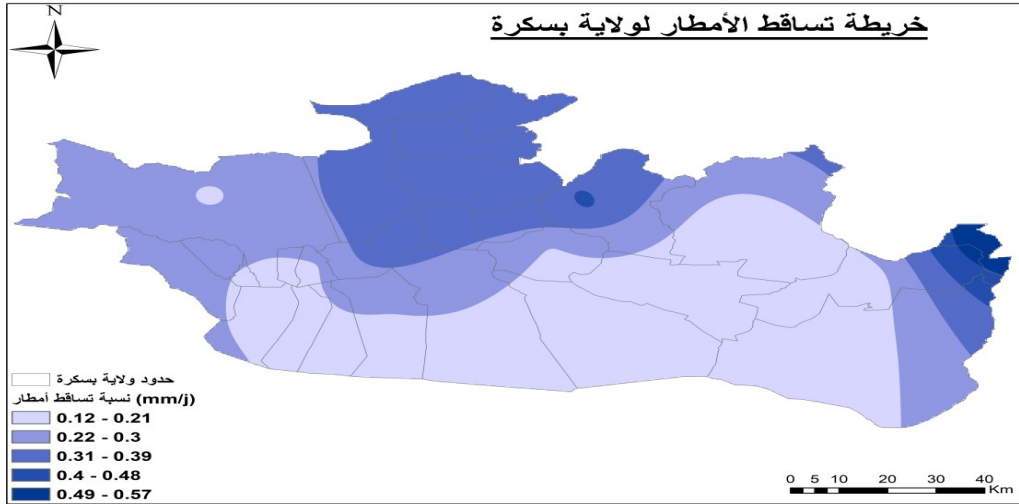 N
خريطة تساقط الأمطار لولاية بسكرة
حدود ولاية بسكرة
نسبة تساقط أمطار (mm/j)
0.12 - 0.21
0.22 - 0.3
0.31 - 0.39
0.4 - 0.48
0.49 - 0.57
0 5 10 20 30 40
Km